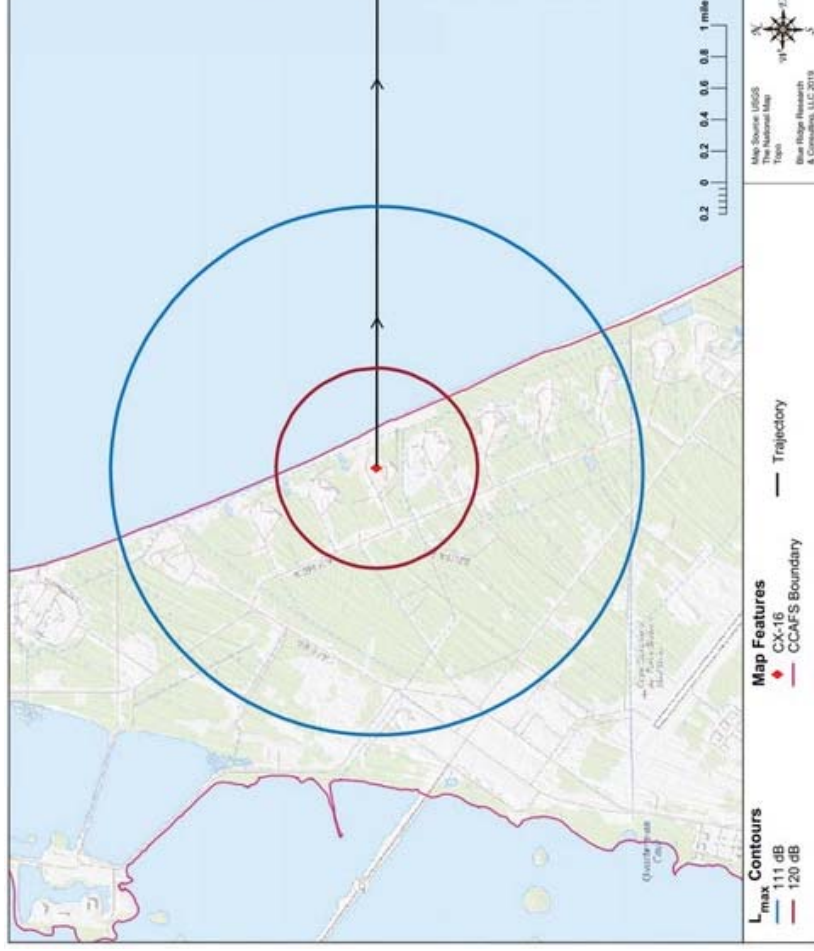 1 mile
0.8
0.6
0.4
0.2
0
0.2
N
W
E
S
Map Source: USGS
The National Map
Topo
Blue Ridge Research
& Consulting, LLC 2019
Lmax Contours
111 dB
120 dB
Map Features
CX-16
CCAFS Boundary
Trajectory